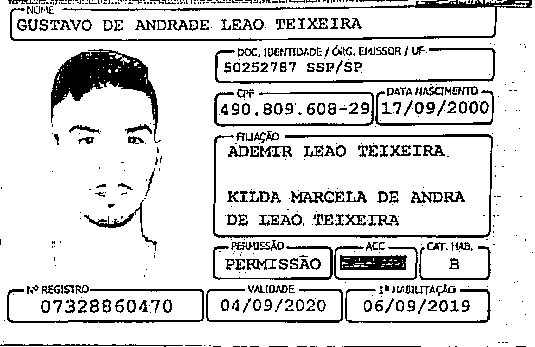 NOME
GUSTAVO DE ANDRADE LEAO TEIXEIRA
DOC. IDENTIDADE / ÓRG. EMISSOR / UF
50252787 SSP/SP
CPF
DATA NASCIMENTO
490.809.608-29
17/09/2000
FILIAÇÃO
ADEMIR LEAO TEIXEIRA
KILDA MARCELA DE ANDRA
DE LEAO TEIXEIRA
PERMISSÃO
ACC
CAT. HAB.
PERMISSÃO
B
Nº REGISTRO
VALIDADE
1ª HABILITAÇÃO
07328860470
04/09/2020
06/09/2019